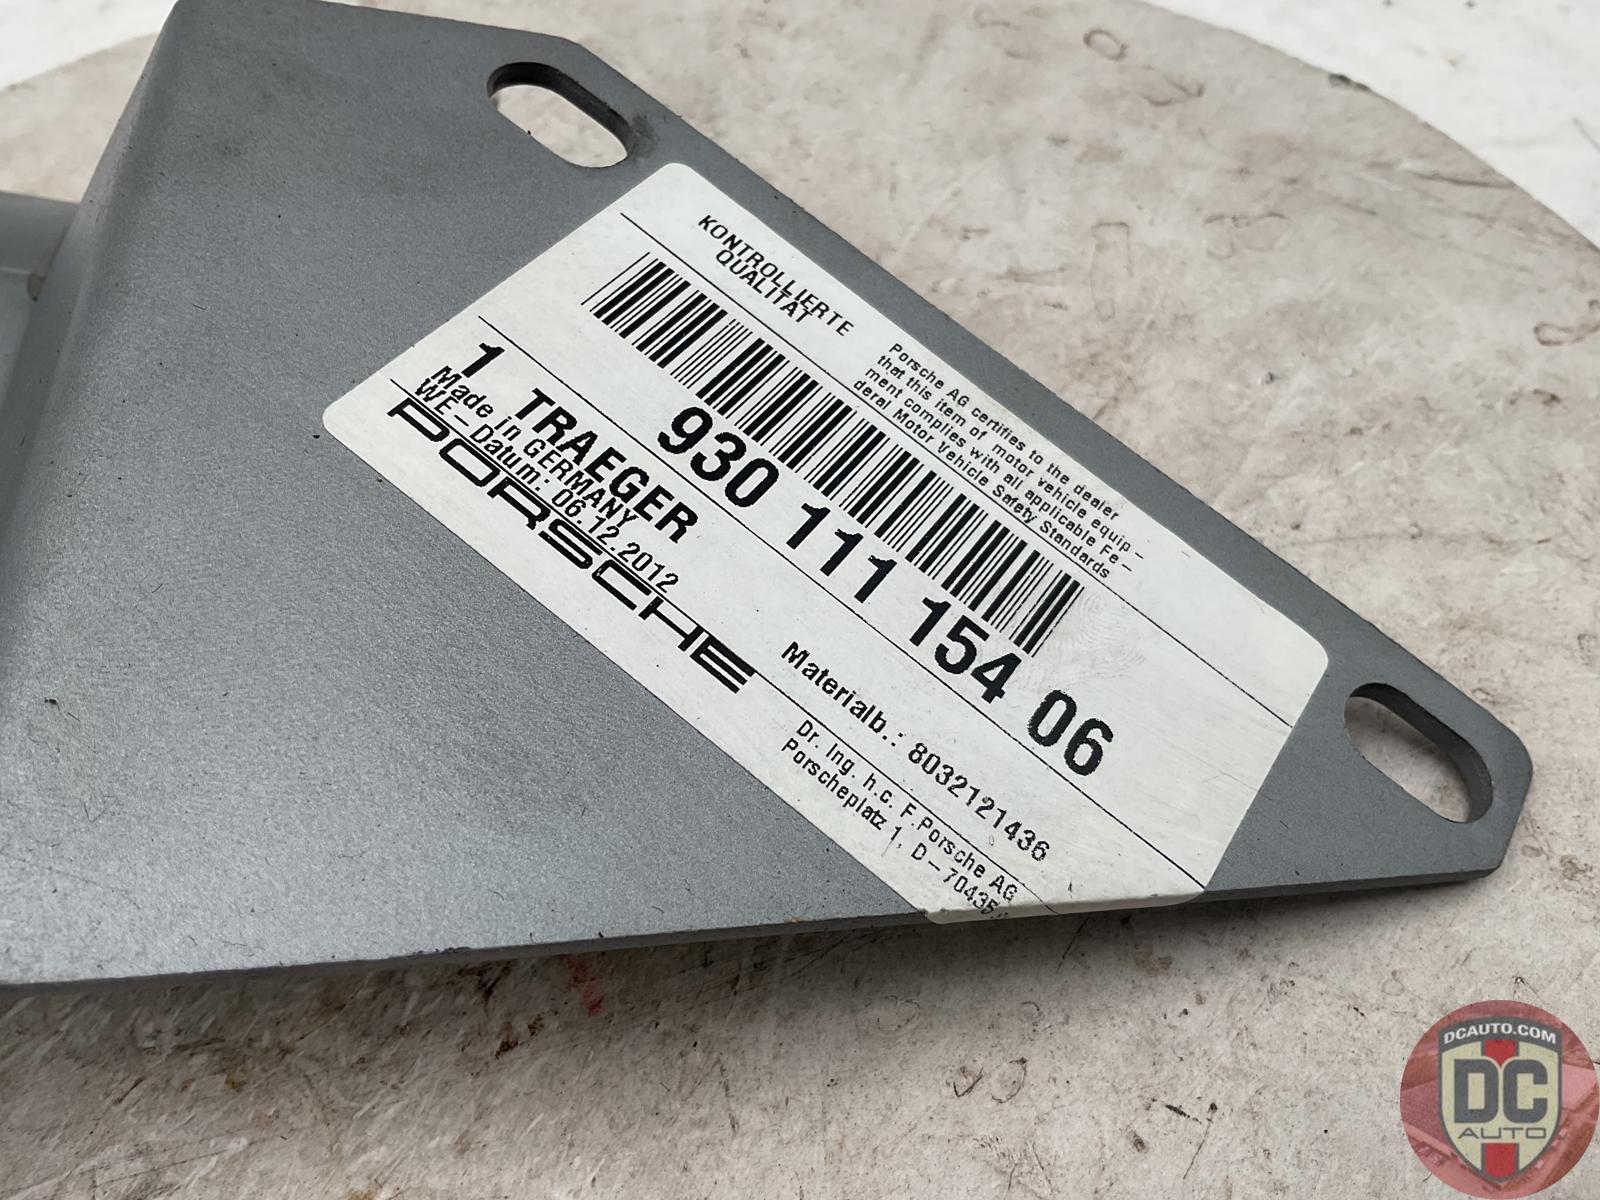 KONTROLLIERTE
QUALITÄT
Porsche AG certifies to the dealer
that this item of motor vehicle equip-
ment complies with all applicable Fe-
deral Motor Vehicle Safety Standards
930 111 154 06
1 TRAEGER
Made in GERMANY
WE-Datum: 06.12.2012
Materialb.: 8032121436
PORSCHE
Dr. Ing. h.c. F.Porsche AG
Porscheplatz 1, D-70435
DCAUTO.COM
DC
AUTO